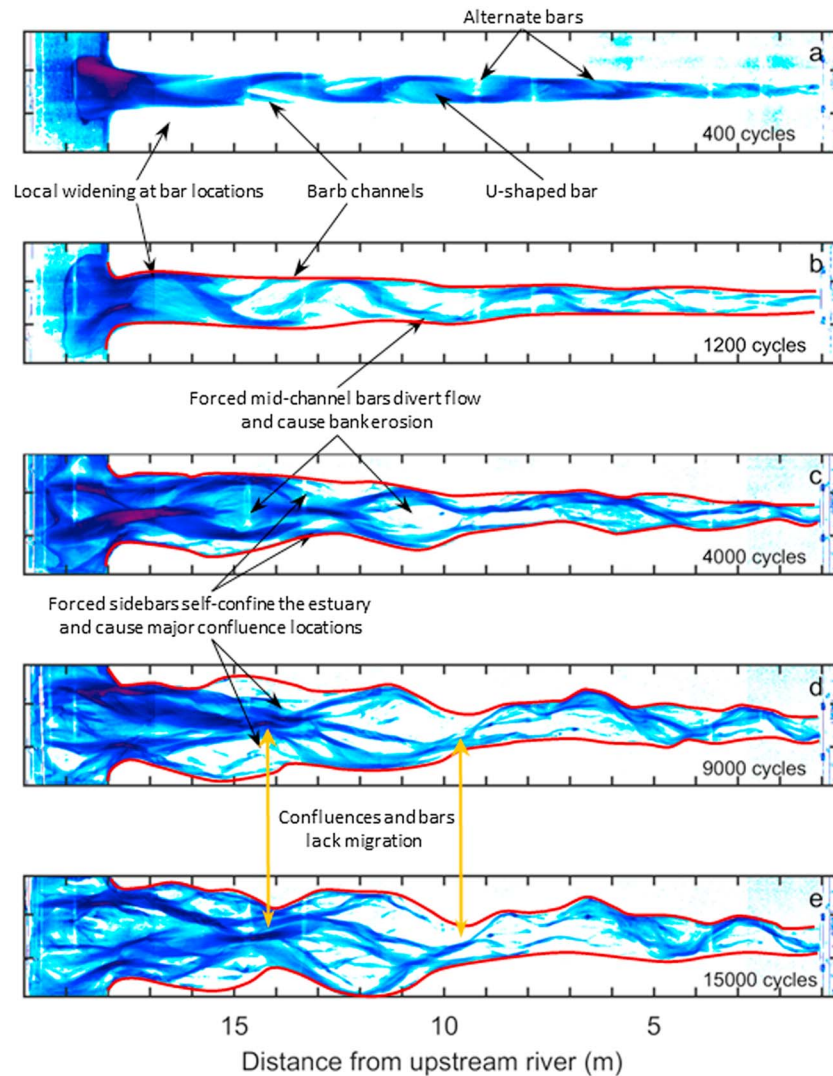 Alternate bars
a
400 cycles
Local widening at bar locations
Barb channels
U-shaped bar
b
1200 cycles
Forced mid-channel bars divert flow
and cause bank erosion
c
4000 cycles
Forced sidebars self-confine the estuary
and cause major confluence locations
d
9000 cycles
Confluences and bars
lack migration
e
15000 cycles
15
10
5
Distance from upstream river (m)